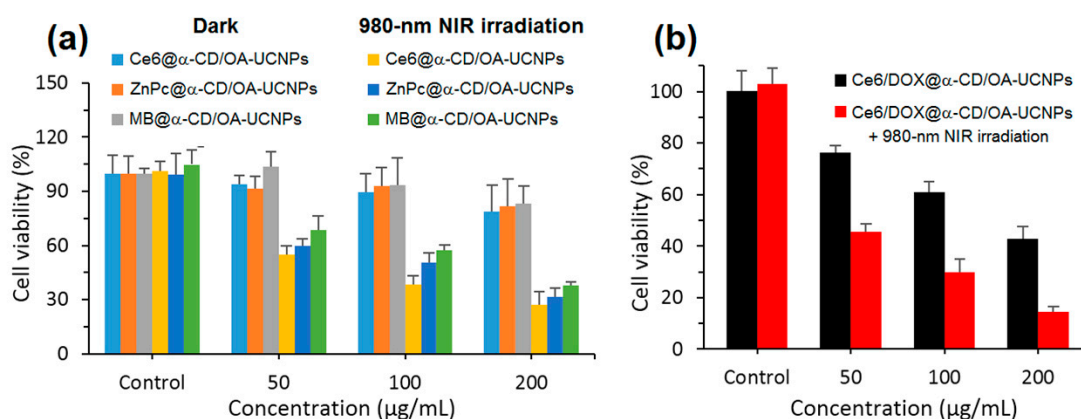 (a)
Dark 980-nm NIR irradiation
Ce6@α-CD/OA-UCNPs Ce6@α-CD/OA-UCNPs
ZnPc@α-CD/OA-UCNPs ZnPc@α-CD/OA-UCNPs
MB@α-CD/OA-UCNPs MB@α-CD/OA-UCNPs
Cell viability (%)
150
120
90
60
30
0
Control 50 100 200
Concentration (µg/mL)
(b)
Ce6/DOX@α-CD/OA-UCNPs
Ce6/DOX@α-CD/OA-UCNPs
+ 980-nm NIR irradiation
Cell viability (%)
100
80
60
40
20
0
Control 50 100 200
Concentration (µg/mL)